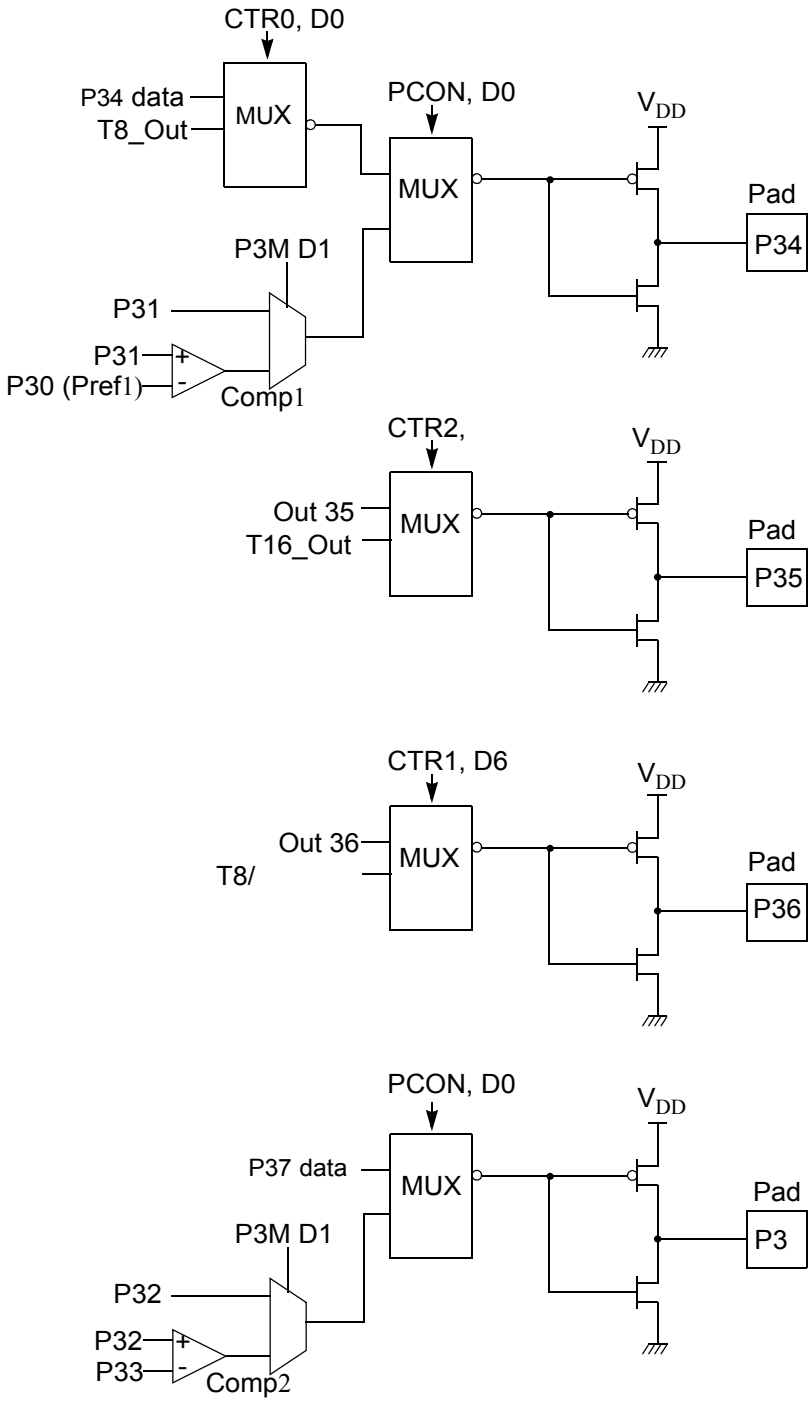 CTR0, D0
P34 data
T8_Out
MUX
PCON, D0
MUX
VDD
Pad
P34
P3M D1
P31
P31
+
P30 (Pref1)
-
Comp1
CTR2,
Out 35
T16_Out
MUX
VDD
Pad
P35
CTR1, D6
Out 36
T8/
MUX
VDD
Pad
P36
PCON, D0
P37 data
MUX
VDD
Pad
P3
P3M D1
P32
P32
+
P33
-
Comp2